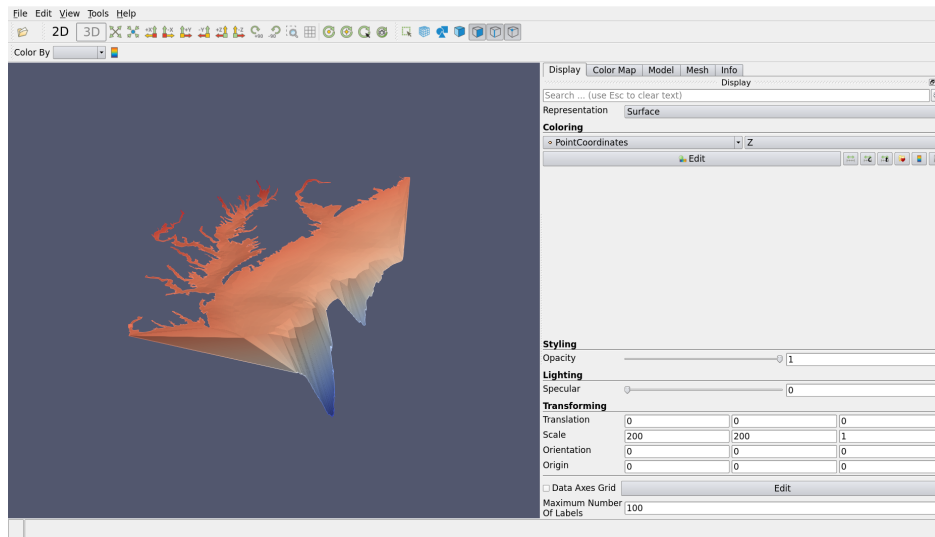 File Edit View Tools Help
2D 3D +X -X +Y -Y +Z -Z +90 -90
Color By
Display Color Map Model Mesh Info
Display
Search ... (use Esc to clear text)
Representation Surface
Coloring
PointCoordinates Z
Edit
Styling
Opacity 1
Lighting
Specular 0
Transforming
Translation 0 0 0
Scale 200 200 1
Orientation 0 0 0
Origin 0 0 0
Data Axes Grid Edit
Maximum Number
Of Labels 100